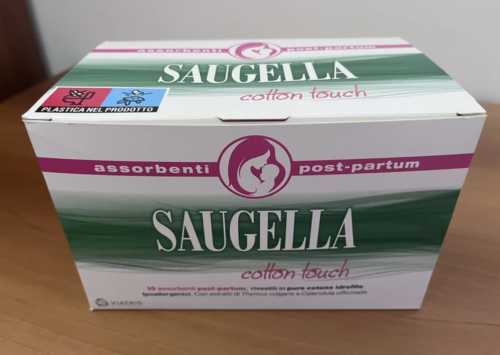 assorbenti post-partum
SAUGELLA
cotton touch
PLASTICA NEL PRODOTTO
assorbenti post-partum
SAUGELLA
cotton touch
10 assorbenti post-partum, rivestiti in puro cotone idrofilo
ipoallergenici. Con estratti di Thymus vulgaris e Calendula officinalis
VIATRIS